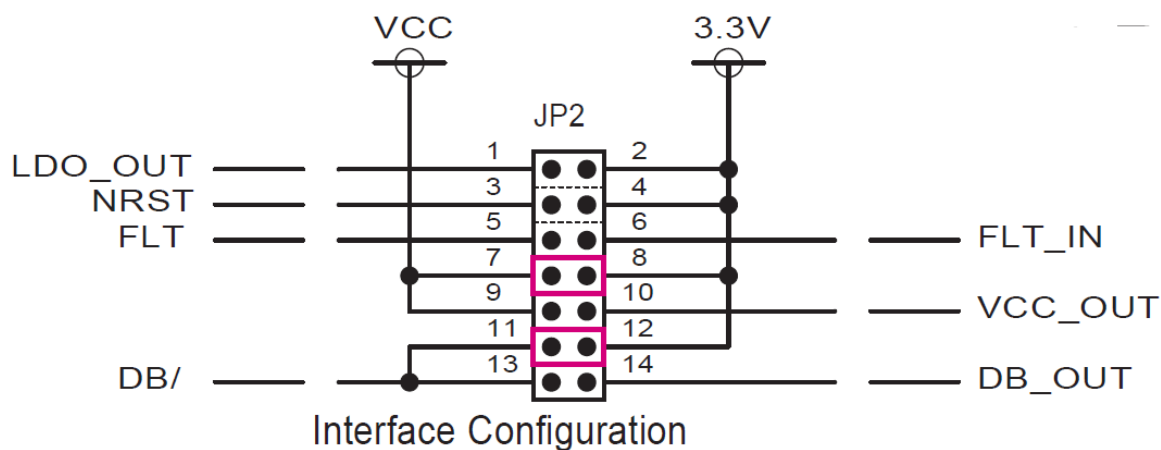 VCC 3.3V
JP2
LDO_OUT 1 2
NRST 3 4
FLT 5 6 FLT_IN
7 8
9 10 VCC_OUT
11 12
DB/ 13 14 DB_OUT
Interface Configuration